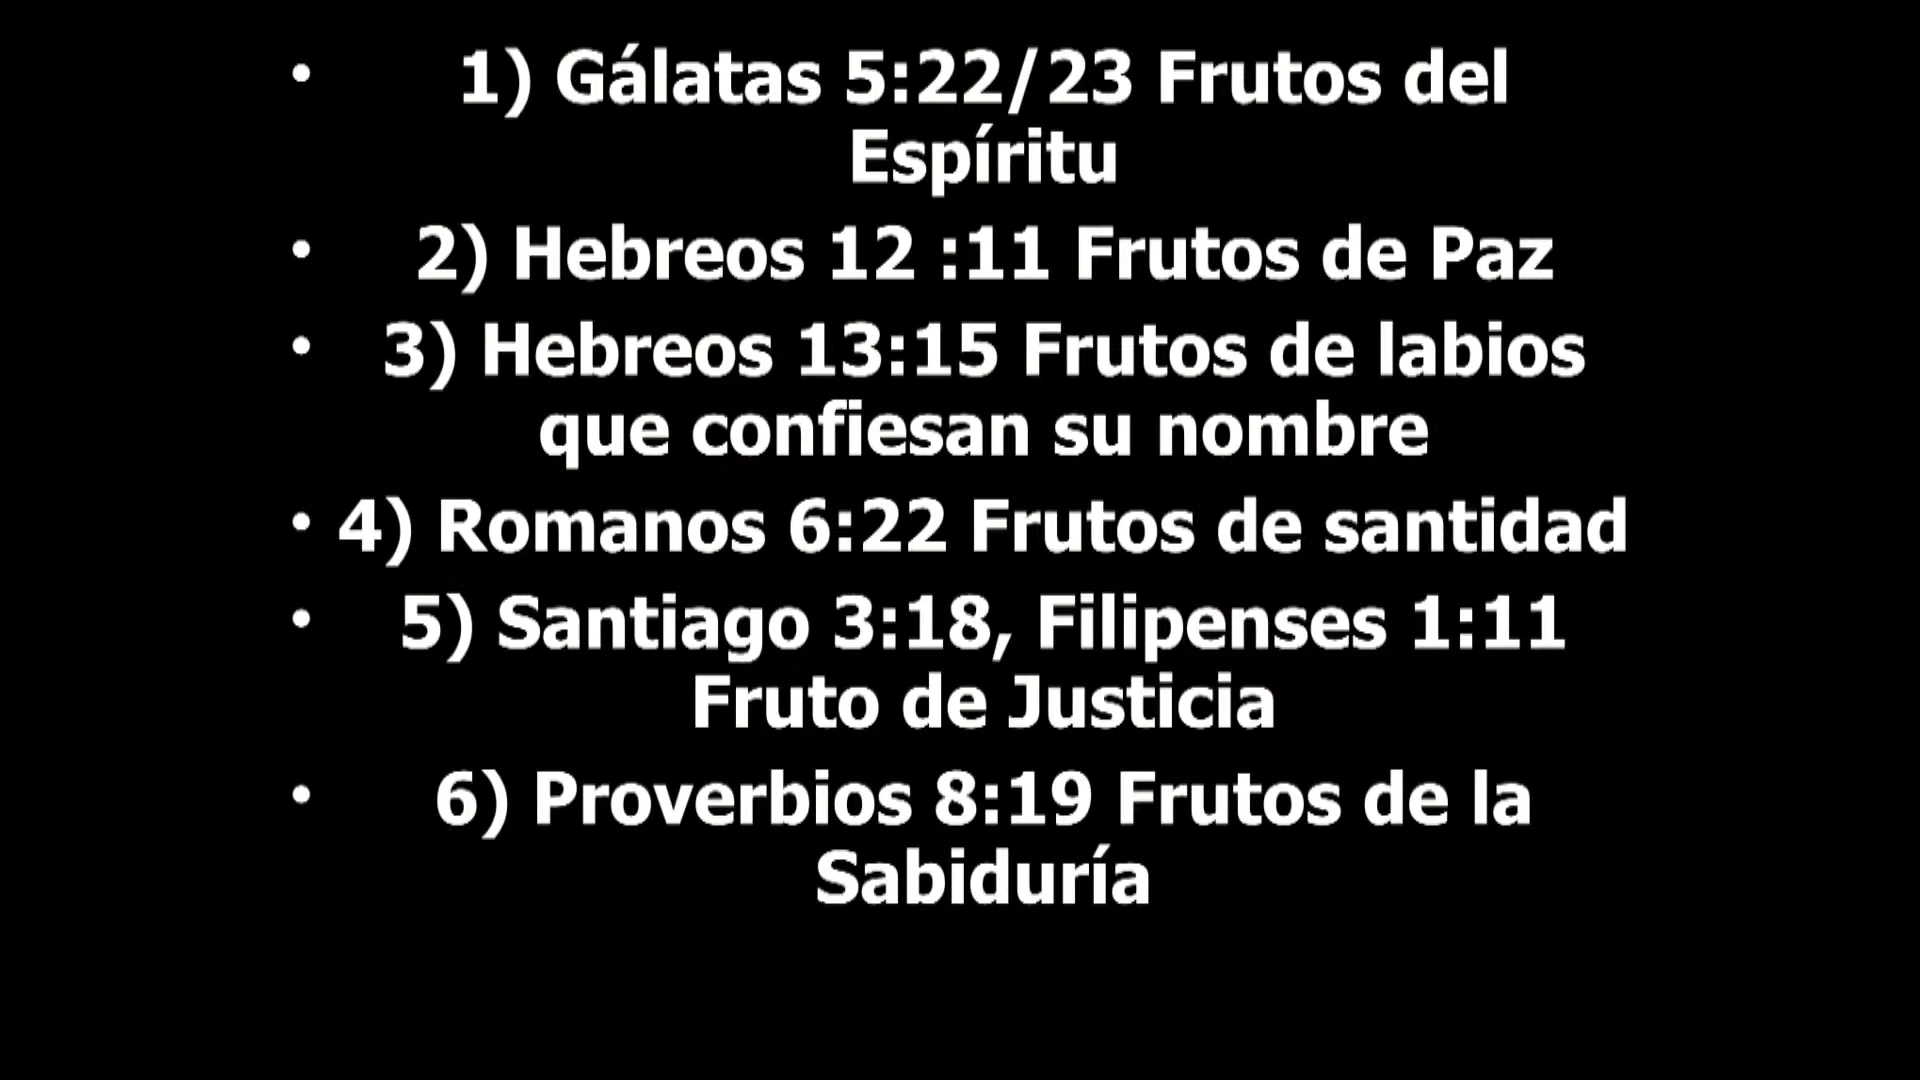 • 1) Gálatas 5:22/23 Frutos del
Espíritu
• 2) Hebreos 12 :11 Frutos de Paz
• 3) Hebreos 13:15 Frutos de labios
que confiesan su nombre
• 4) Romanos 6:22 Frutos de santidad
• 5) Santiago 3:18, Filipenses 1:11
Fruto de Justicia
• 6) Proverbios 8:19 Frutos de la
Sabiduría